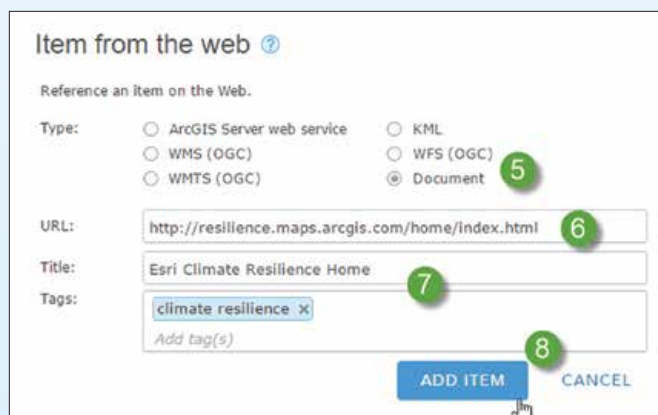 Item from the web ?
Reference an item on the Web.
Type: ArcGIS Server web service KML
WMS (OGC) WFS (OGC)
WMTS (OGC) Document 5
URL: http://resilience.maps.arcgis.com/home/index.html 6
Title: Esri Climate Resilience Home
7
Tags: climate resilience ×
Add tag(s)
8
ADD ITEM CANCEL